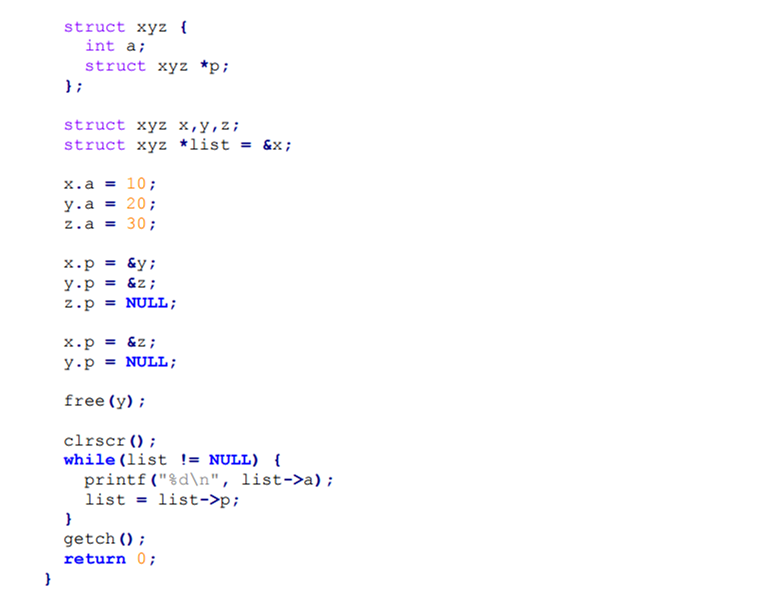 struct xyz {
int a;
struct xyz *p;
};
struct xyz x,y,z;
struct xyz *list = &x;
x.a = 10;
y.a = 20;
z.a = 30;
x.p = &y;
y.p = &z;
z.p = NULL;
x.p = &z;
y.p = NULL;
free(y);
clrscr();
while(list != NULL) {
printf("%d\n", list->a);
list = list->p;
}
getch();
return 0;
}